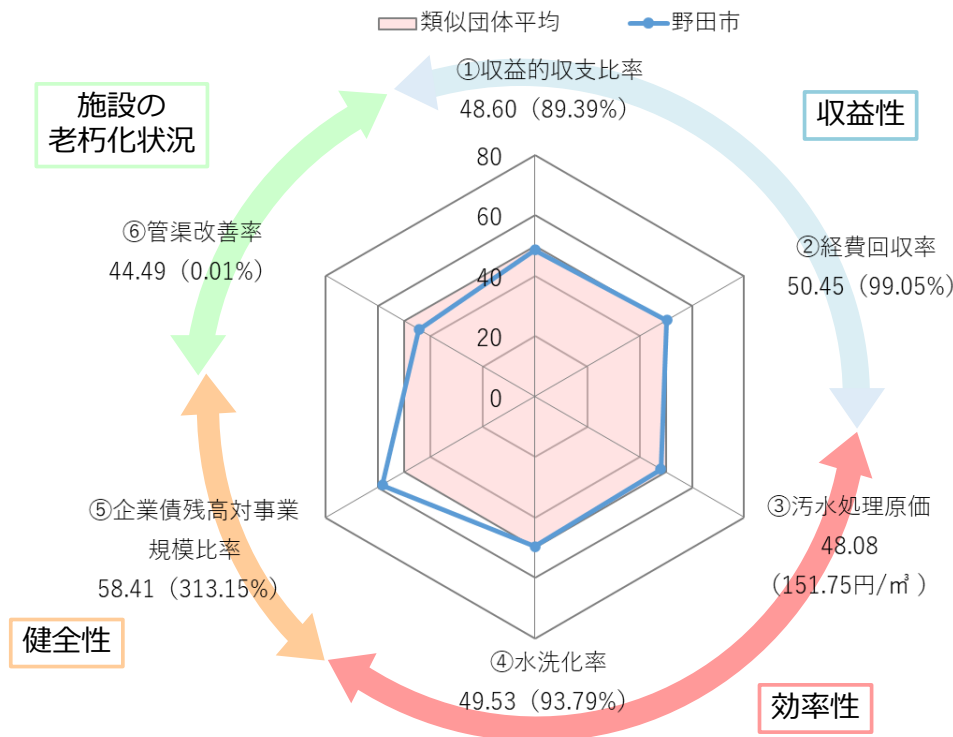 類似団体平均 野田市
施設の
老朽化状況
①収益的収支比率
48.60（89.39%）
収益性
80
60
40
20
0
⑥管渠改善率
44.49（0.01%）
②経費回収率
50.45（99.05%）
⑤企業債残高対事業
規模比率
58.41（313.15%）
③汚水処理原価
48.08
（151.75円/㎥ ）
健全性
④水洗化率
49.53（93.79%）
効率性